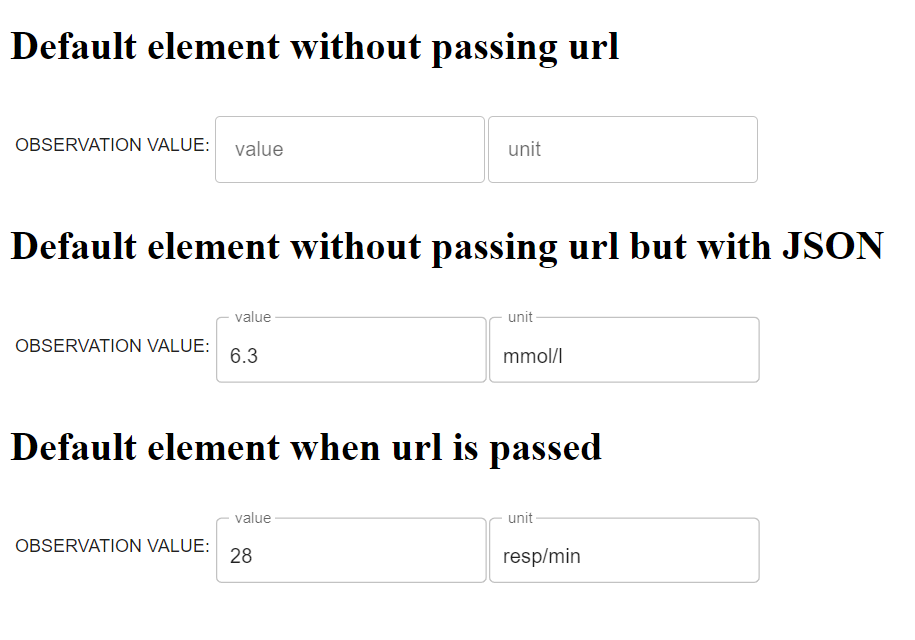 Default element without passing url
OBSERVATION VALUE: value unit
Default element without passing url but with JSON
value unit
OBSERVATION VALUE: 6.3 mmol/l
Default element when url is passed
value unit
OBSERVATION VALUE: 28 resp/min